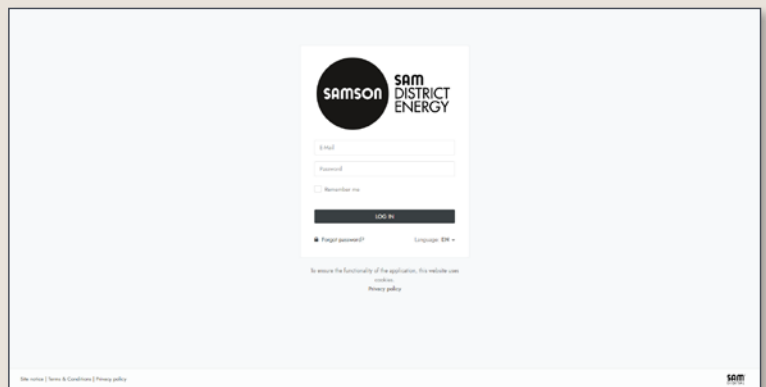 SAMSON
SAM
DISTRICT
ENERGY
E-Mail
Password
Remember me
LOG IN
Forgot password?
Language: EN
To ensure the functionality of the application, this website uses
cookies.
Privacy policy
Site notice | Terms & Conditions | Privacy policy
SAM
DIGITAL